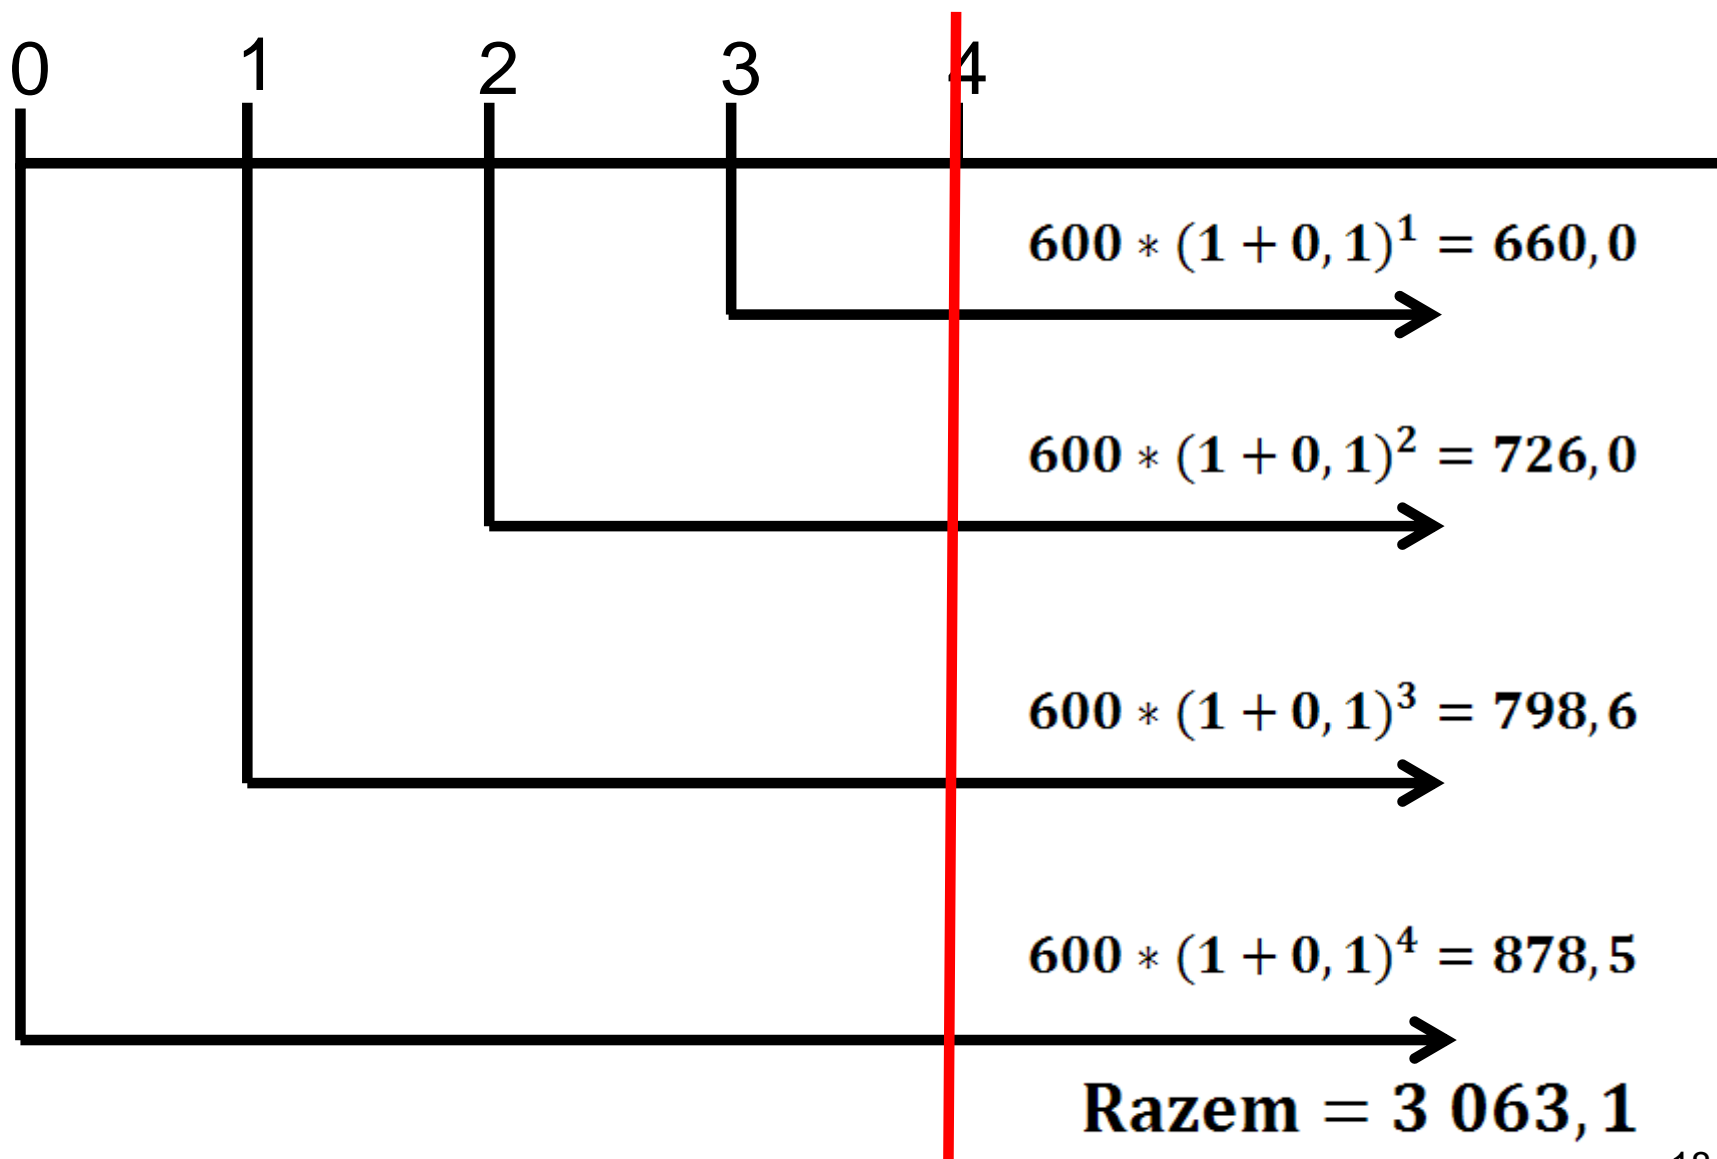 0 1 2 3 4
600 * (1 + 0, 1)^1 = 660, 0
600 * (1 + 0, 1)^2 = 726, 0
600 * (1 + 0, 1)^3 = 798, 6
600 * (1 + 0, 1)^4 = 878, 5
Razem = 3 063, 1